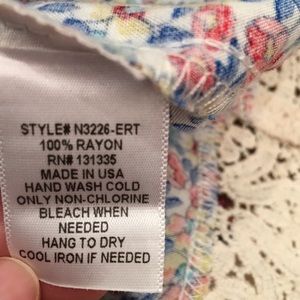 STYLE# N3226-ERT
100% RAYON
RN# 131335
MADE IN USA
HAND WASH COLD
ONLY NON-CHLORINE
BLEACH WHEN
NEEDED
HANG TO DRY
COOL IRON IF NEEDED